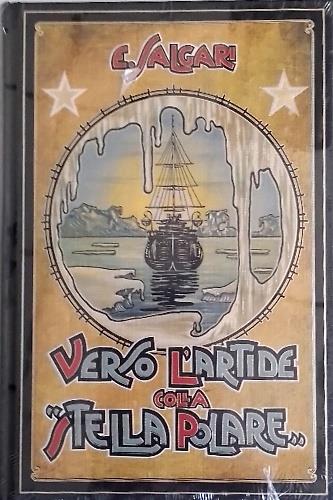 E. SALGARI
VERSO L'ARTIDE
COLLA
"STELLA POLARE"